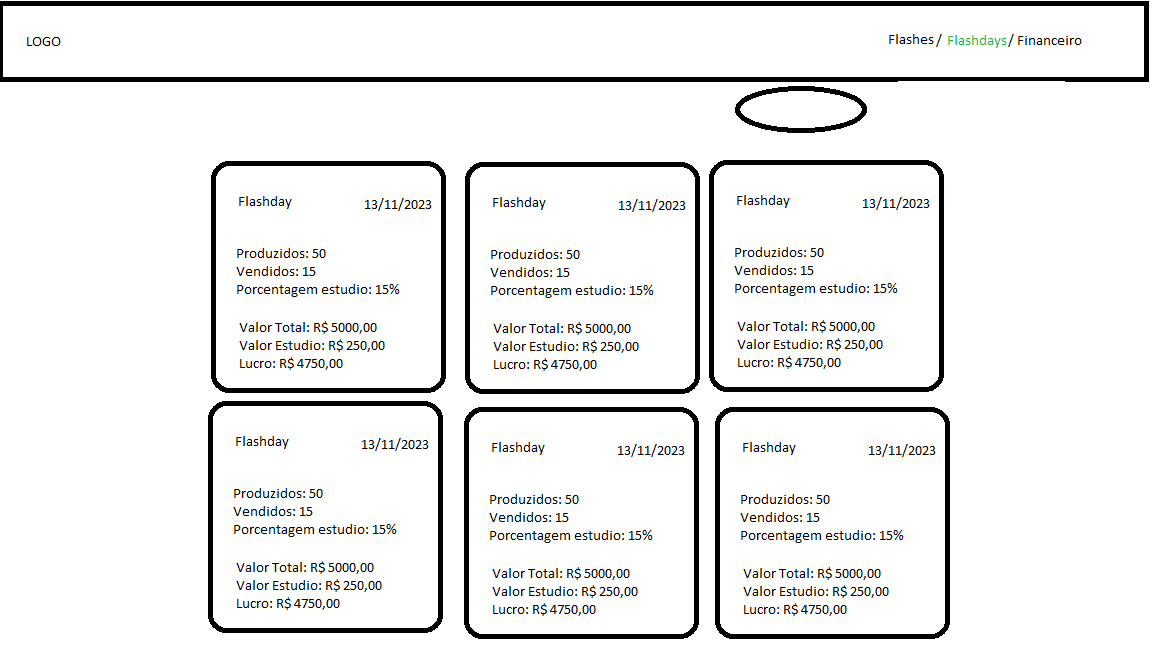 LOGO
Flashes / Flashdays / Financeiro
Flashday 13/11/2023
Produzidos: 50
Vendidos: 15
Porcentagem estudio: 15%
Valor Total: R$ 5000,00
Valor Estudio: R$ 250,00
Lucro: R$ 4750,00
Flashday 13/11/2023
Produzidos: 50
Vendidos: 15
Porcentagem estudio: 15%
Valor Total: R$ 5000,00
Valor Estudio: R$ 250,00
Lucro: R$ 4750,00
Flashday 13/11/2023
Produzidos: 50
Vendidos: 15
Porcentagem estudio: 15%
Valor Total: R$ 5000,00
Valor Estudio: R$ 250,00
Lucro: R$ 4750,00
Flashday 13/11/2023
Produzidos: 50
Vendidos: 15
Porcentagem estudio: 15%
Valor Total: R$ 5000,00
Valor Estudio: R$ 250,00
Lucro: R$ 4750,00
Flashday 13/11/2023
Produzidos: 50
Vendidos: 15
Porcentagem estudio: 15%
Valor Total: R$ 5000,00
Valor Estudio: R$ 250,00
Lucro: R$ 4750,00
Flashday 13/11/2023
Produzidos: 50
Vendidos: 15
Porcentagem estudio: 15%
Valor Total: R$ 5000,00
Valor Estudio: R$ 250,00
Lucro: R$ 4750,00